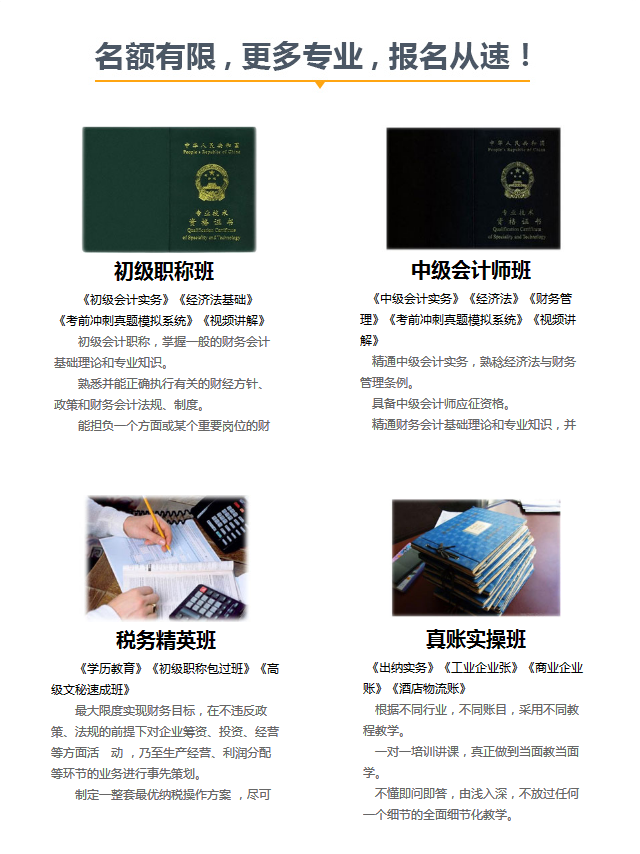 名额有限，更多专业，报名从速！
中华人民共和国
People's Republic of China
专业技术
资格证书
Qualification Certificate
of Speciality and Technology
初级职称班
《初级会计实务》《经济法基础》
《考前冲刺真题模拟系统》《视频讲解》
初级会计职称，掌握一般的财务会计
基础理论和专业知识。
熟悉并能正确执行有关的财经方针、
政策和财务会计法规、制度。
能担负一个方面或某个重要岗位的财
中华人民共和国
People's Republic of China
专业技术
资格证书
Qualification Certificate
of Speciality and Technology
中级会计师班
《中级会计实务》《经济法》《财务管
理》《考前冲刺真题模拟系统》《视频讲
解》
精通中级会计实务，熟稔经济法与财务
管理条例。
具备中级会计师应征资格。
精通财务会计基础理论和专业知识，并
税务精英班
《学历教育》《初级职称包过班》《高
级文秘速成班》
最大限度实现财务目标，在不违反政
策、法规的前提下对企业筹资、投资、经营
等方面活　动 ，乃至生产经营、利润分配
等环节的业务进行事先策划。
制定一整套最优纳税操作方案 ，尽可
真账实操班
《出纳实务》《工业企业张》《商业企业
账》《酒店物流账》
根据不同行业，不同账目，采用不同教
程教学。
一对一培训讲课，真正做到当面教当面
学。
不懂即问即答，由浅入深，不放过任何
一个细节的全面细节化教学。